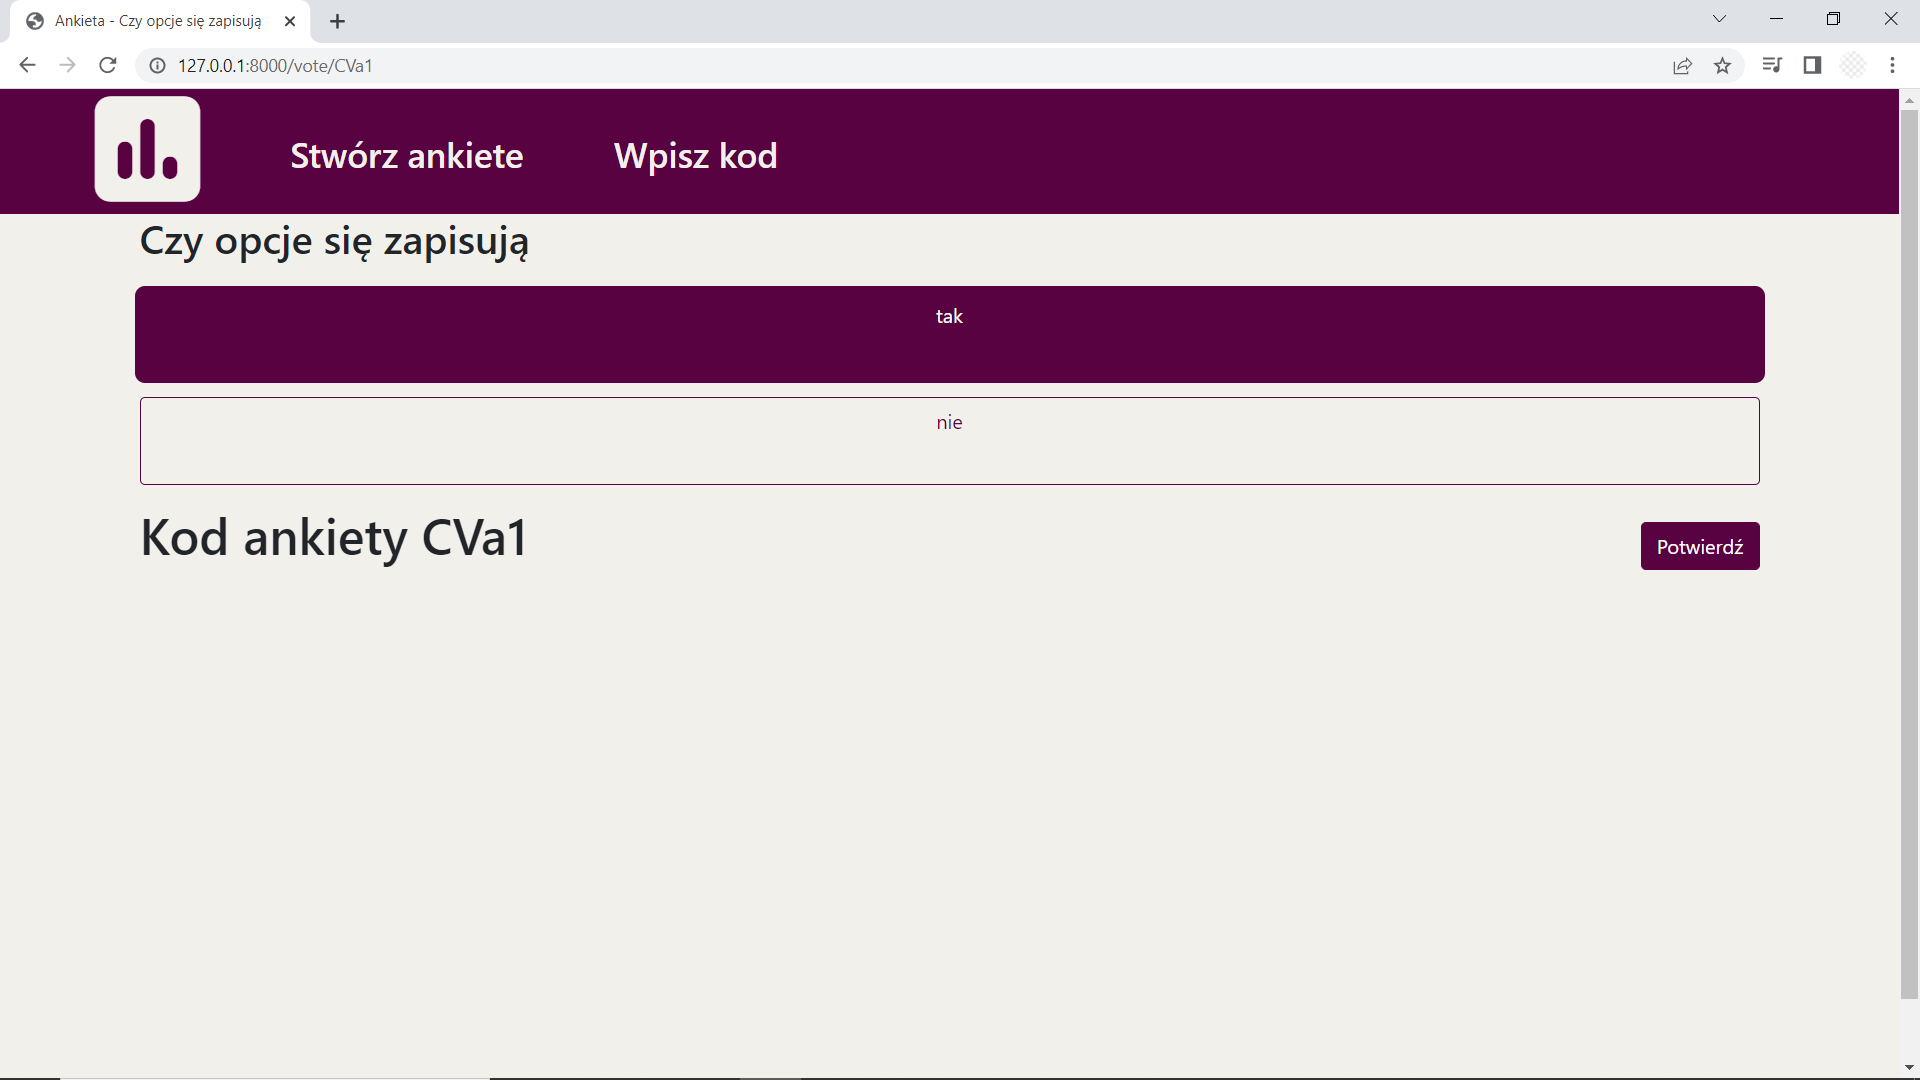 Ankieta - Czy opcje się zapisują
127.0.0.1:8000/vote/CVa1
Stwórz ankiete
Wpisz kod
Czy opcje się zapisują
tak
nie
Kod ankiety CVa1
Potwierdź